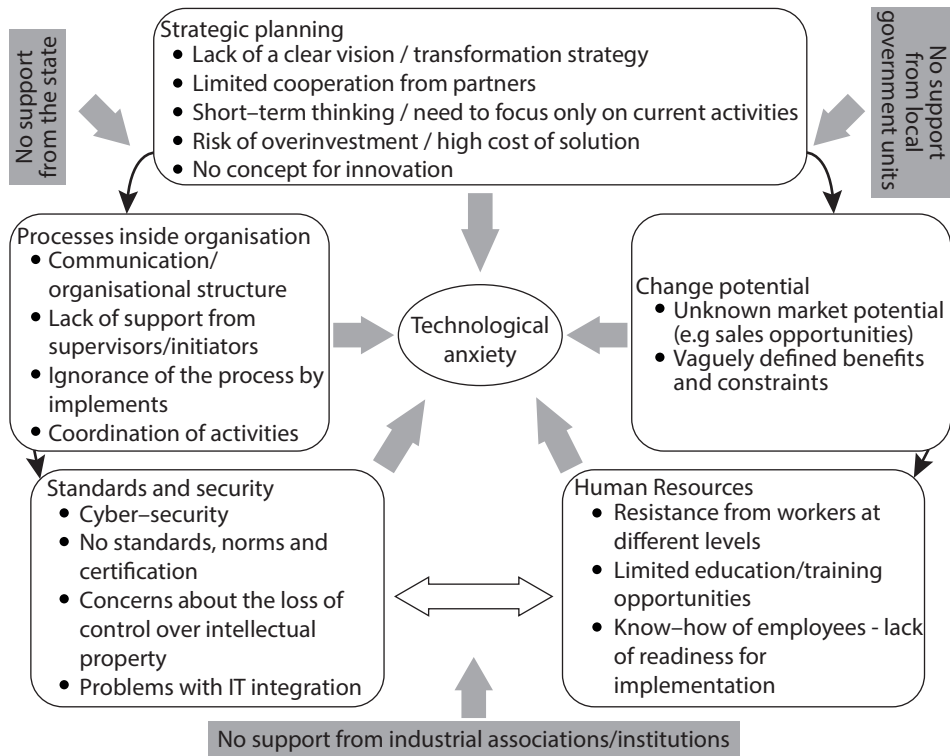 No support
from the state
Strategic planning
• Lack of a clear vision / transformation strategy
• Limited cooperation from partners
• Short–term thinking / need to focus only on current activities
• Risk of overinvestment / high cost of solution
• No concept for innovation
No support
from local
government units
Processes inside organisation
• Communication/
organisational structure
• Lack of support from
supervisors/initiators
• Ignorance of the process by
implements
• Coordination of activities
Technological
anxiety
Change potential
• Unknown market potential
(e.g sales opportunities)
• Vaguely defined benefits
and constraints
Standards and security
• Cyber–security
• No standards, norms and
certification
• Concerns about the loss of
control over intellectual
property
• Problems with IT integration
Human Resources
• Resistance from workers at
different levels
• Limited education/training
opportunities
• Know–how of employees - lack
of readiness for
implementation
No support from industrial associations/institutions